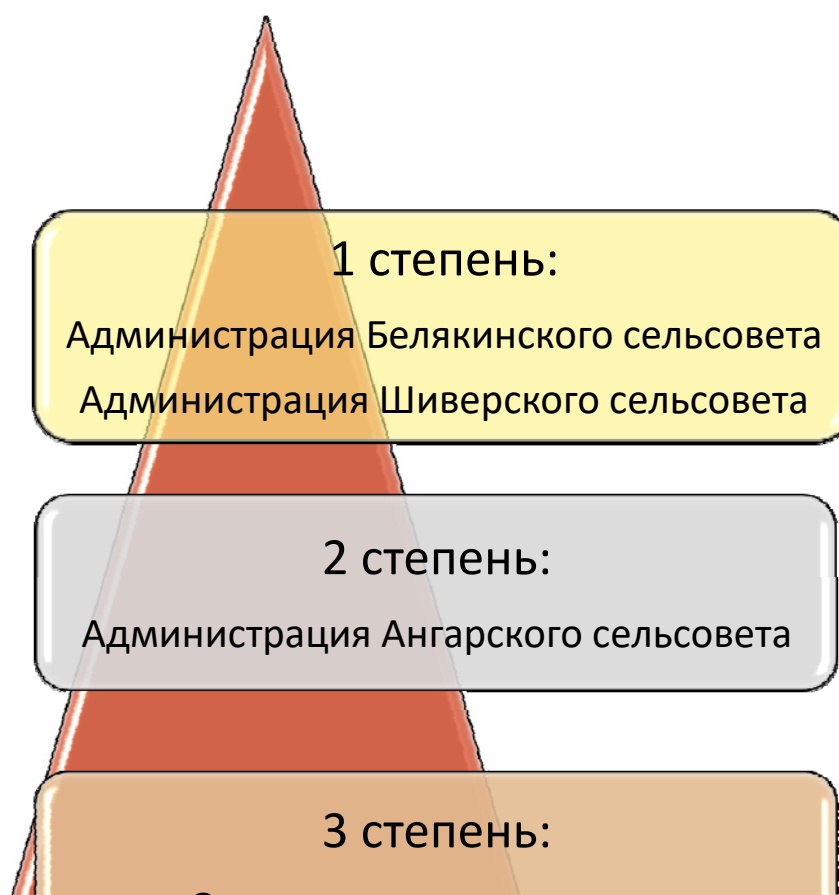 1 степень:
Администрация Белякинского сельсовета
Администрация Шиверского сельсовета
2 степень:
Администрация Ангарского сельсовета
3 степень: